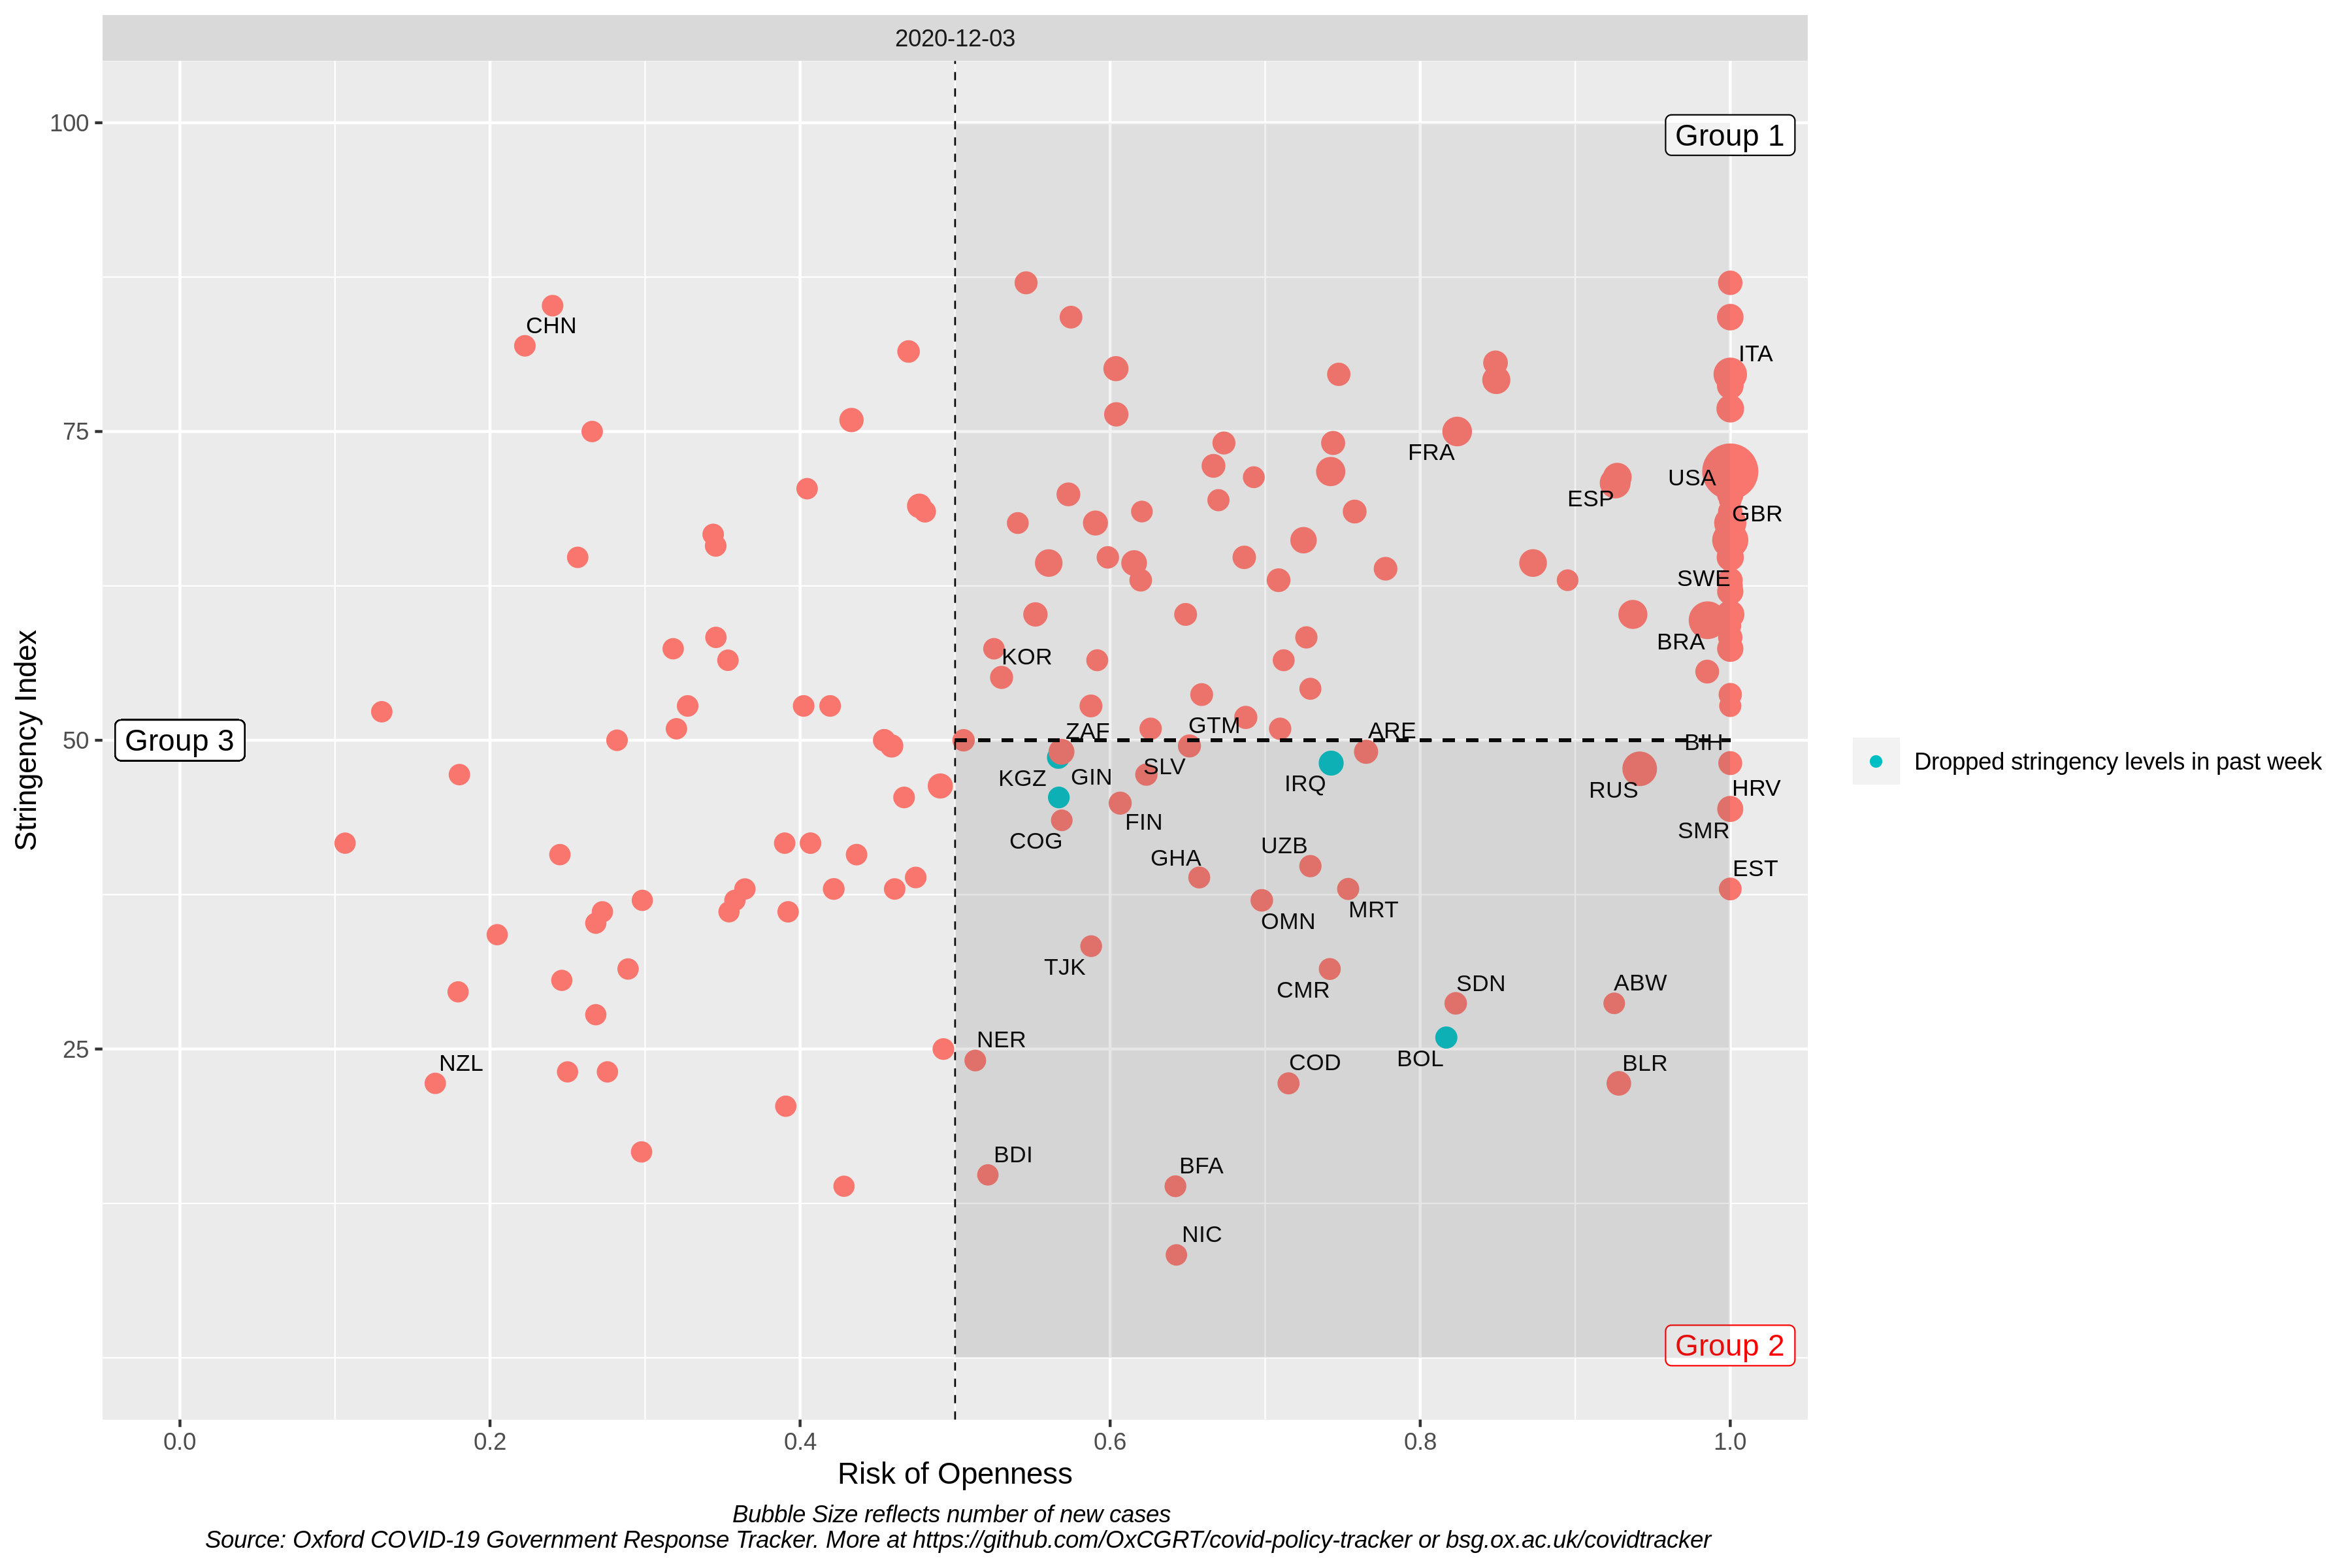 2020-12-03
100
Group 1
CHN
ITA
75
FRA
USA
ESP
GBR
SWE
BRA
KOR
Stringency Index
Group 3
50
ZAF
GTM
ARE
BIH
Dropped stringency levels in past week
KGZ
GIN
SLV
IRQ
RUS
HRV
FIN
SMR
COG
UZB
GHA
EST
MRT
OMN
TJK
CMR
SDN
ABW
25
NER
NZL
COD
BOL
BLR
BDI
BFA
NIC
Group 2
0.0
0.2
0.4
0.6
0.8
1.0
Risk of Openness
Bubble Size reflects number of new cases
Source: Oxford COVID-19 Government Response Tracker. More at https://github.com/OxCGRT/covid-policy-tracker or bsg.ox.ac.uk/covidtracker